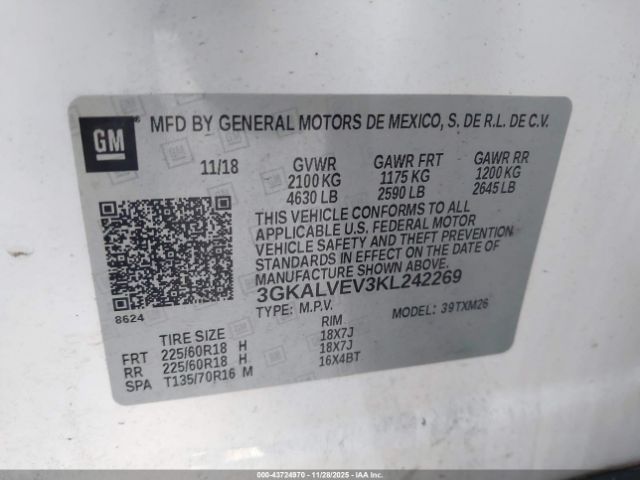 GM
MFD BY GENERAL MOTORS DE MEXICO, S. DE R.L. DE C.V.
11/18 GVWR GAWR FRT GAWR RR
2100 KG 1175 KG 1200 KG
4630 LB 2590 LB 2645 LB
THIS VEHICLE CONFORMS TO ALL
APPLICABLE U.S. FEDERAL MOTOR
VEHICLE SAFETY AND THEFT PREVENTION
STANDARDS IN EFFECT ON THE DATE OF
MANUFACTURE SHOWN ABOVE.
3GKALVEV3KL242269
TYPE: M.P.V. MODEL: 39TXM26
8624
TIRE SIZE RIM
FRT 225/60R18 H 18X7J
RR 225/60R18 H 18X7J
SPA T135/70R16 M 16X4BT
000-43724970 | 11/28/2025 | COPART.COM